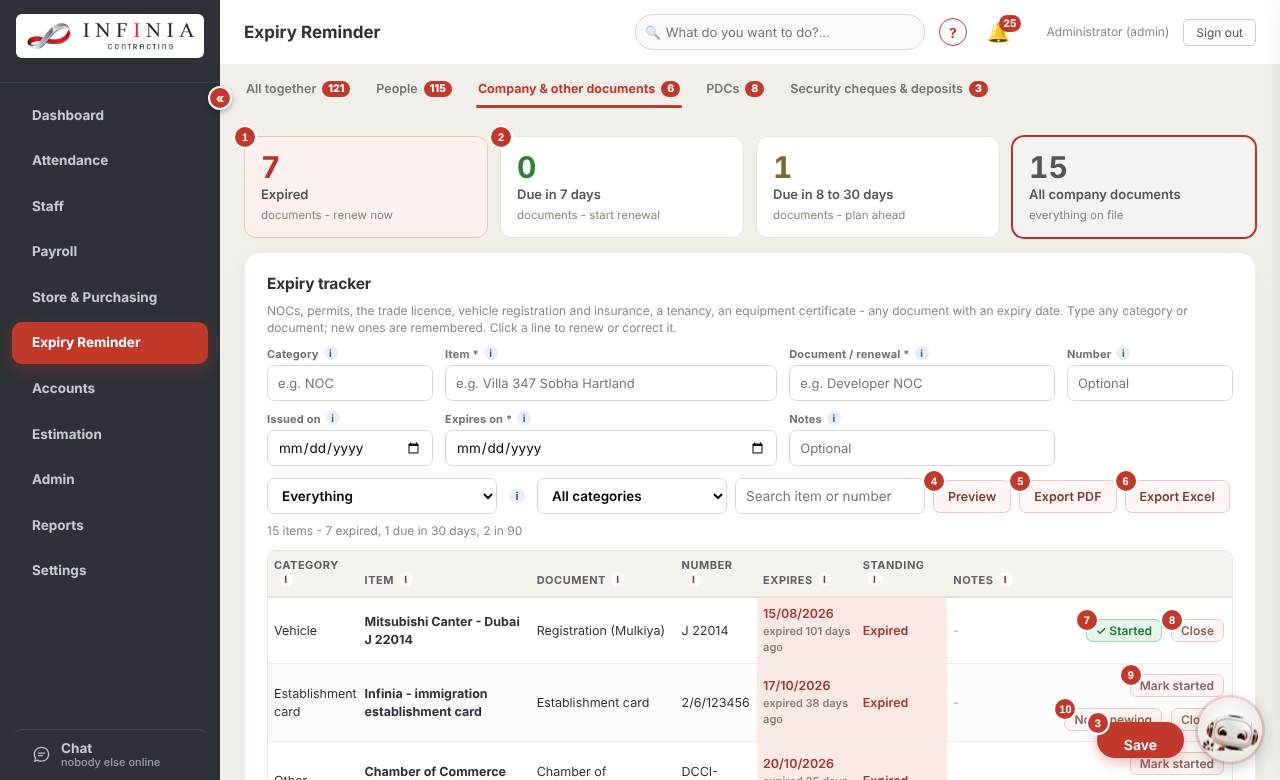 INFINIA
CONTRACTING
Expiry Reminder
What do you want to do?...
?
25
Administrator (admin)
Sign out
«
Dashboard
Attendance
Staff
Payroll
Store & Purchasing
Expiry Reminder
Accounts
Estimation
Admin
Reports
Settings
Chat
nobody else online
All together 121
People 115
Company & other documents 6
PDCs 8
Security cheques & deposits 3
1
7
Expired
documents - renew now
2
0
Due in 7 days
documents - start renewal
1
Due in 8 to 30 days
documents - plan ahead
15
All company documents
everything on file
Expiry tracker
NOCs, permits, the trade licence, vehicle registration and insurance, a tenancy, an equipment certificate - any document with an expiry date. Type any category or
document; new ones are remembered. Click a line to renew or correct it.
Category i
Item * i
Document / renewal * i
Number i
e.g. NOC
e.g. Villa 347 Sobha Hartland
e.g. Developer NOC
Optional
Issued on i
Expires on * i
Notes i
mm/dd/yyyy
mm/dd/yyyy
Optional
Everything
i
All categories
Search item or number
4
Preview
5
Export PDF
6
Export Excel
15 items - 7 expired, 1 due in 30 days, 2 in 90
CATEGORY I
ITEM I
DOCUMENT I
NUMBER I
EXPIRES I
STANDING I
NOTES I
Vehicle
Mitsubishi Canter - Dubai
J 22014
Registration (Mulkiya)
J 22014
15/08/2026
expired 101 days
ago
Expired
-
7
✓ Started
8
Close
Establishment
card
Infinia - immigration
establishment card
Establishment card
2/6/123456
17/10/2026
expired 38 days
ago
Expired
-
9
Mark started
10
3
Save
Other
Chamber of Commerce
Chamber of
DCCI-
20/10/2026
Expired
-
Mark started